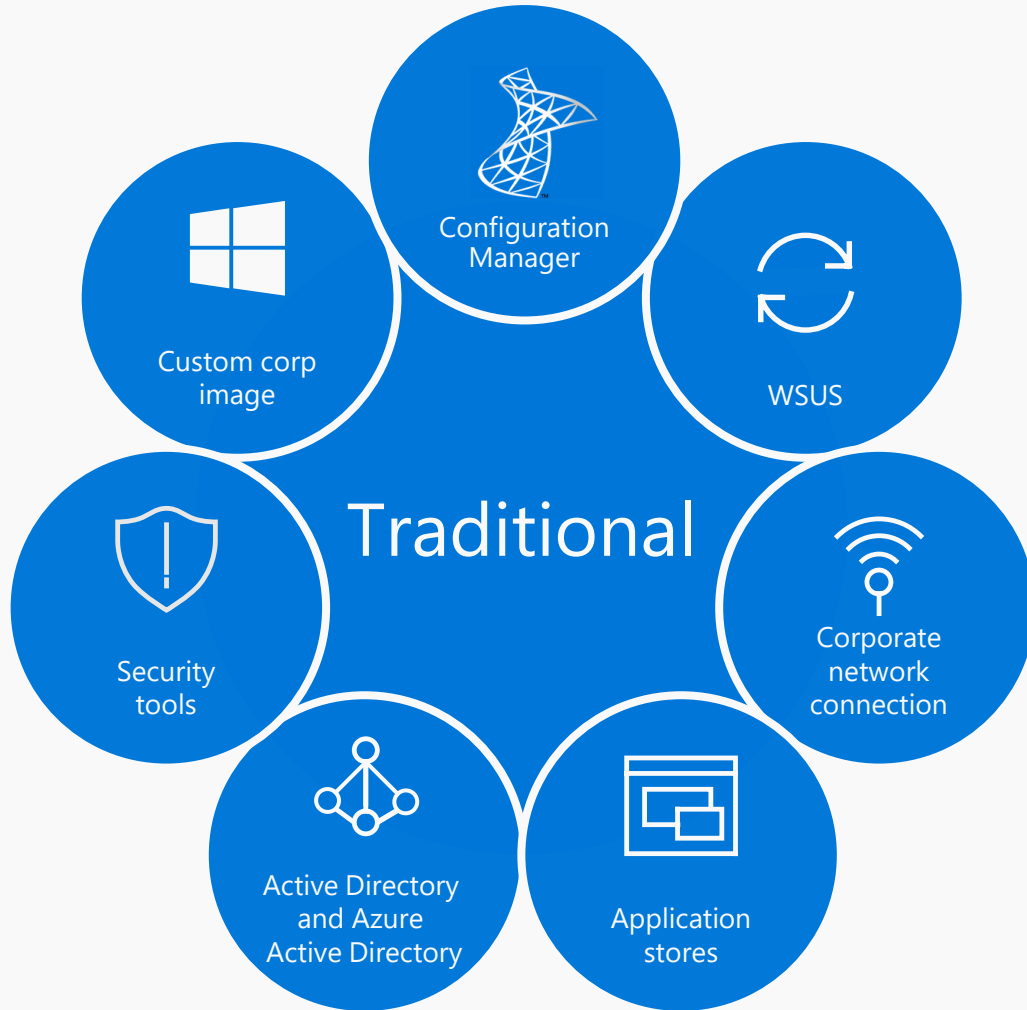 Configuration
Manager
Custom corp
image
WSUS
Traditional
Security
tools
Corporate
network
connection
Active Directory
and Azure
Active Directory
Application
stores